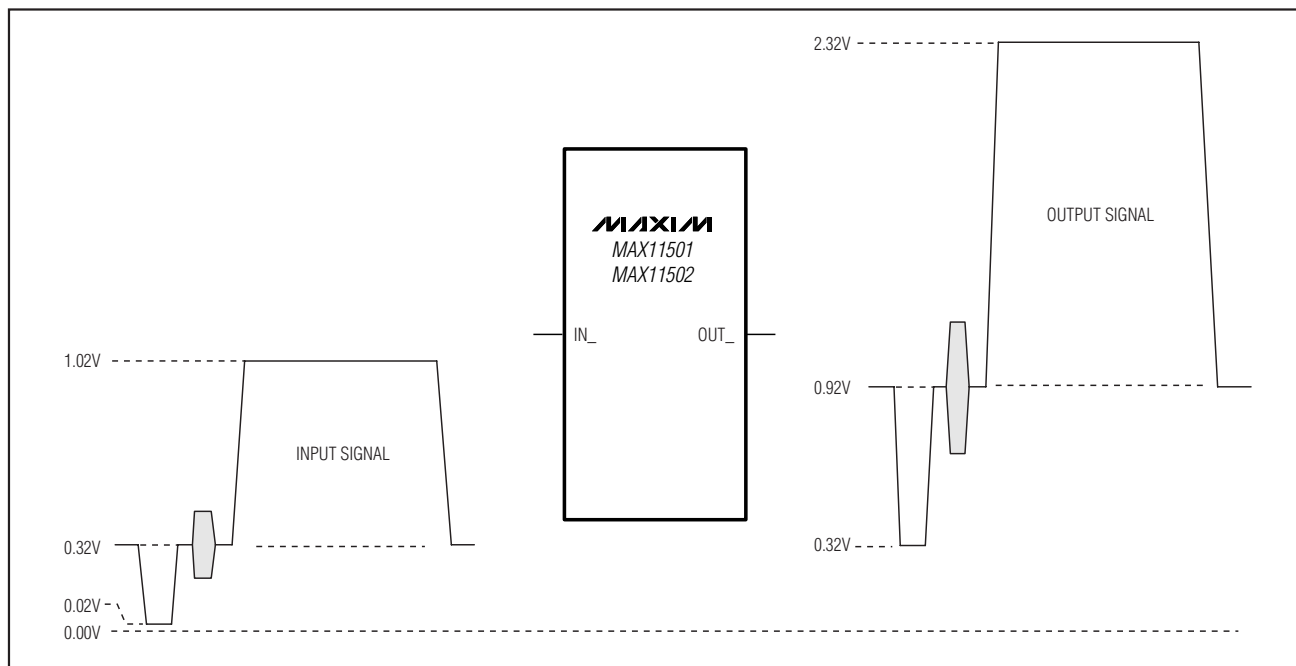 2.32V
OUTPUT SIGNAL
MAXIM
MAX11501
MAX11502
IN_
OUT_
1.02V
0.92V
INPUT SIGNAL
0.32V
0.32V
0.02V
0.00V